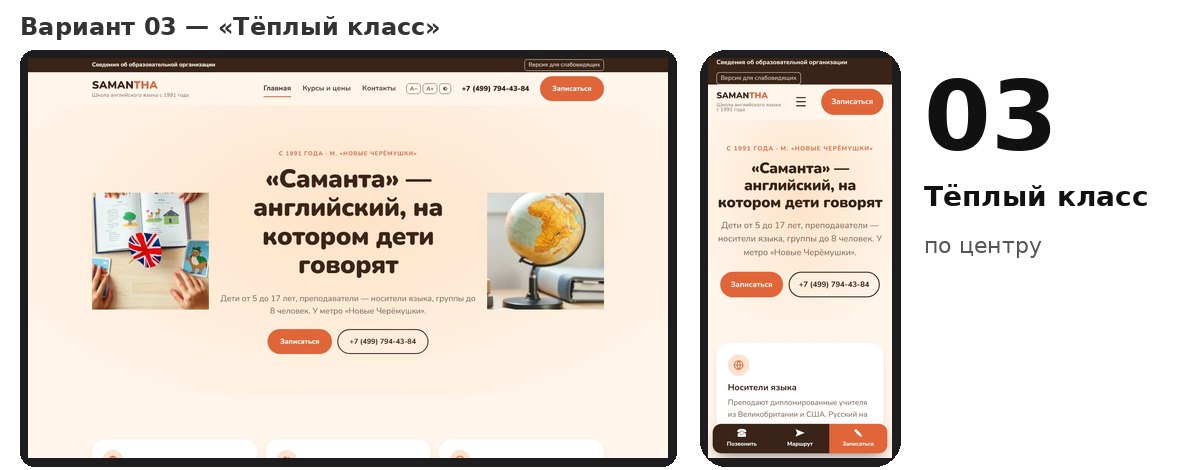 Вариант 03 — «Тёплый класс»
Сведения об образовательной организации
Версия для слабовидящих
SAMANTHA
Школа английского языка с 1991 года
Главная
Курсы и цены
Контакты
A−
A+
+7 (499) 794-43-84
Записаться
С 1991 ГОДА · М. «НОВЫЕ ЧЕРЁМУШКИ»
«Саманта» —
английский, на
котором дети
говорят
Дети от 5 до 17 лет, преподаватели — носители языка, группы до
8 человек. У метро «Новые Черёмушки».
Записаться
+7 (499) 794-43-84
Сведения об образовательной организации
Версия для слабовидящих
SAMANTHA
Школа английского языка
с 1991 года
Записаться
С 1991 ГОДА · М. «НОВЫЕ ЧЕРЁМУШКИ»
«Саманта» —
английский, на
котором дети говорят
Дети от 5 до 17 лет, преподаватели —
носители языка, группы до 8 человек. У
метро «Новые Черёмушки».
Записаться
+7 (499) 794-43-84
Носители языка
Преподают дипломированные учителя
из Великобритании и США. Русский на
Позвонить
Маршрут
Записаться
03
Тёплый класс
по центру